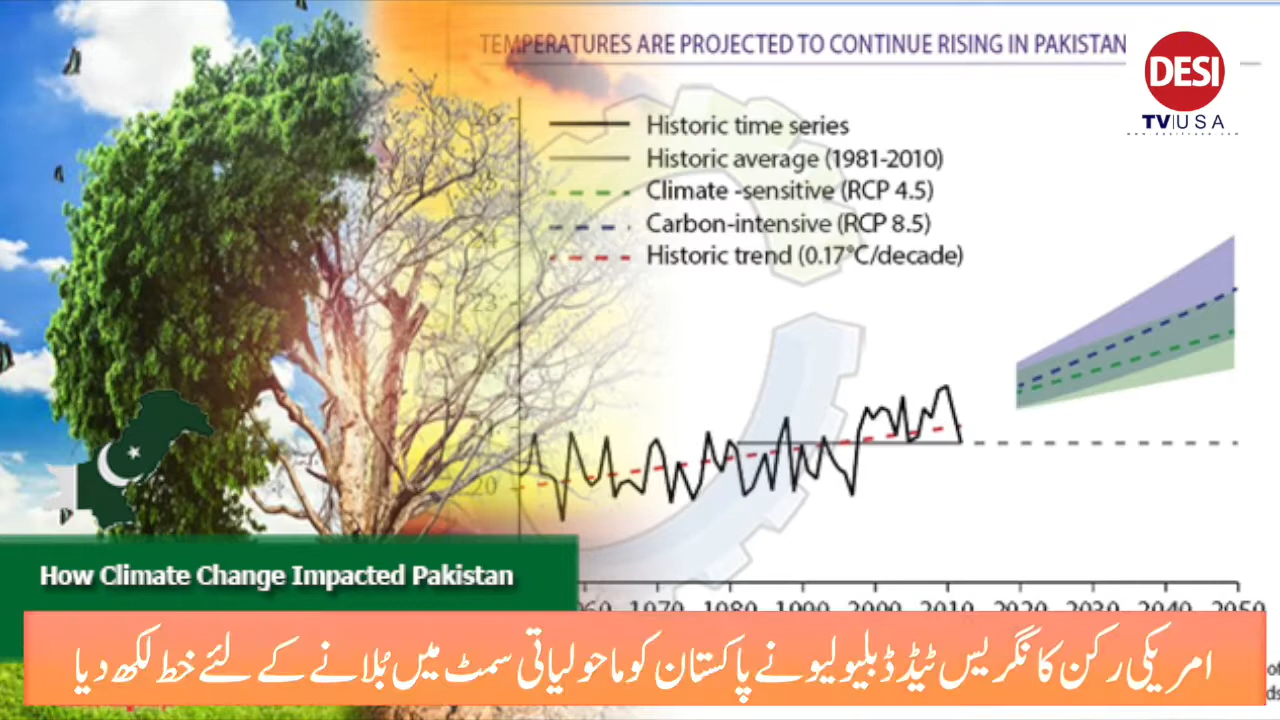 TEMPERATURES ARE PROJECTED TO CONTINUE RISING IN PAKISTAN
DESI
TV USA
Historic time series
Historic average (1981-2010)
Climate -sensitive (RCP 4.5)
Carbon-intensive (RCP 8.5)
Historic trend (0.17°C/decade)
23
20
How Climate Change Impacted Pakistan
1970 1980 1990 2000 2010 2020 2030 2040 2050
امریکی رکن کانگریس ٹیڈ ڈبلیو لیو نے پاکستان کو ماحولیاتی سمٹ میں بُلانے کے لئے خط لکھ دیا